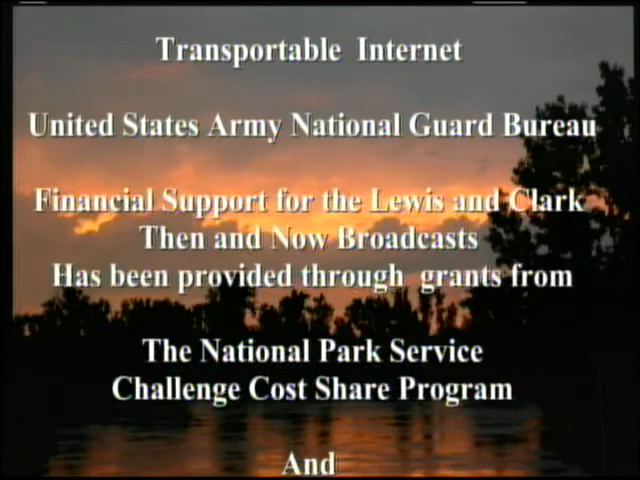 Transportable Internet
United States Army National Guard Bureau
Financial Support for the Lewis and Clark
Then and Now Broadcasts
Has been provided through grants from
The National Park Service
Challenge Cost Share Program
And